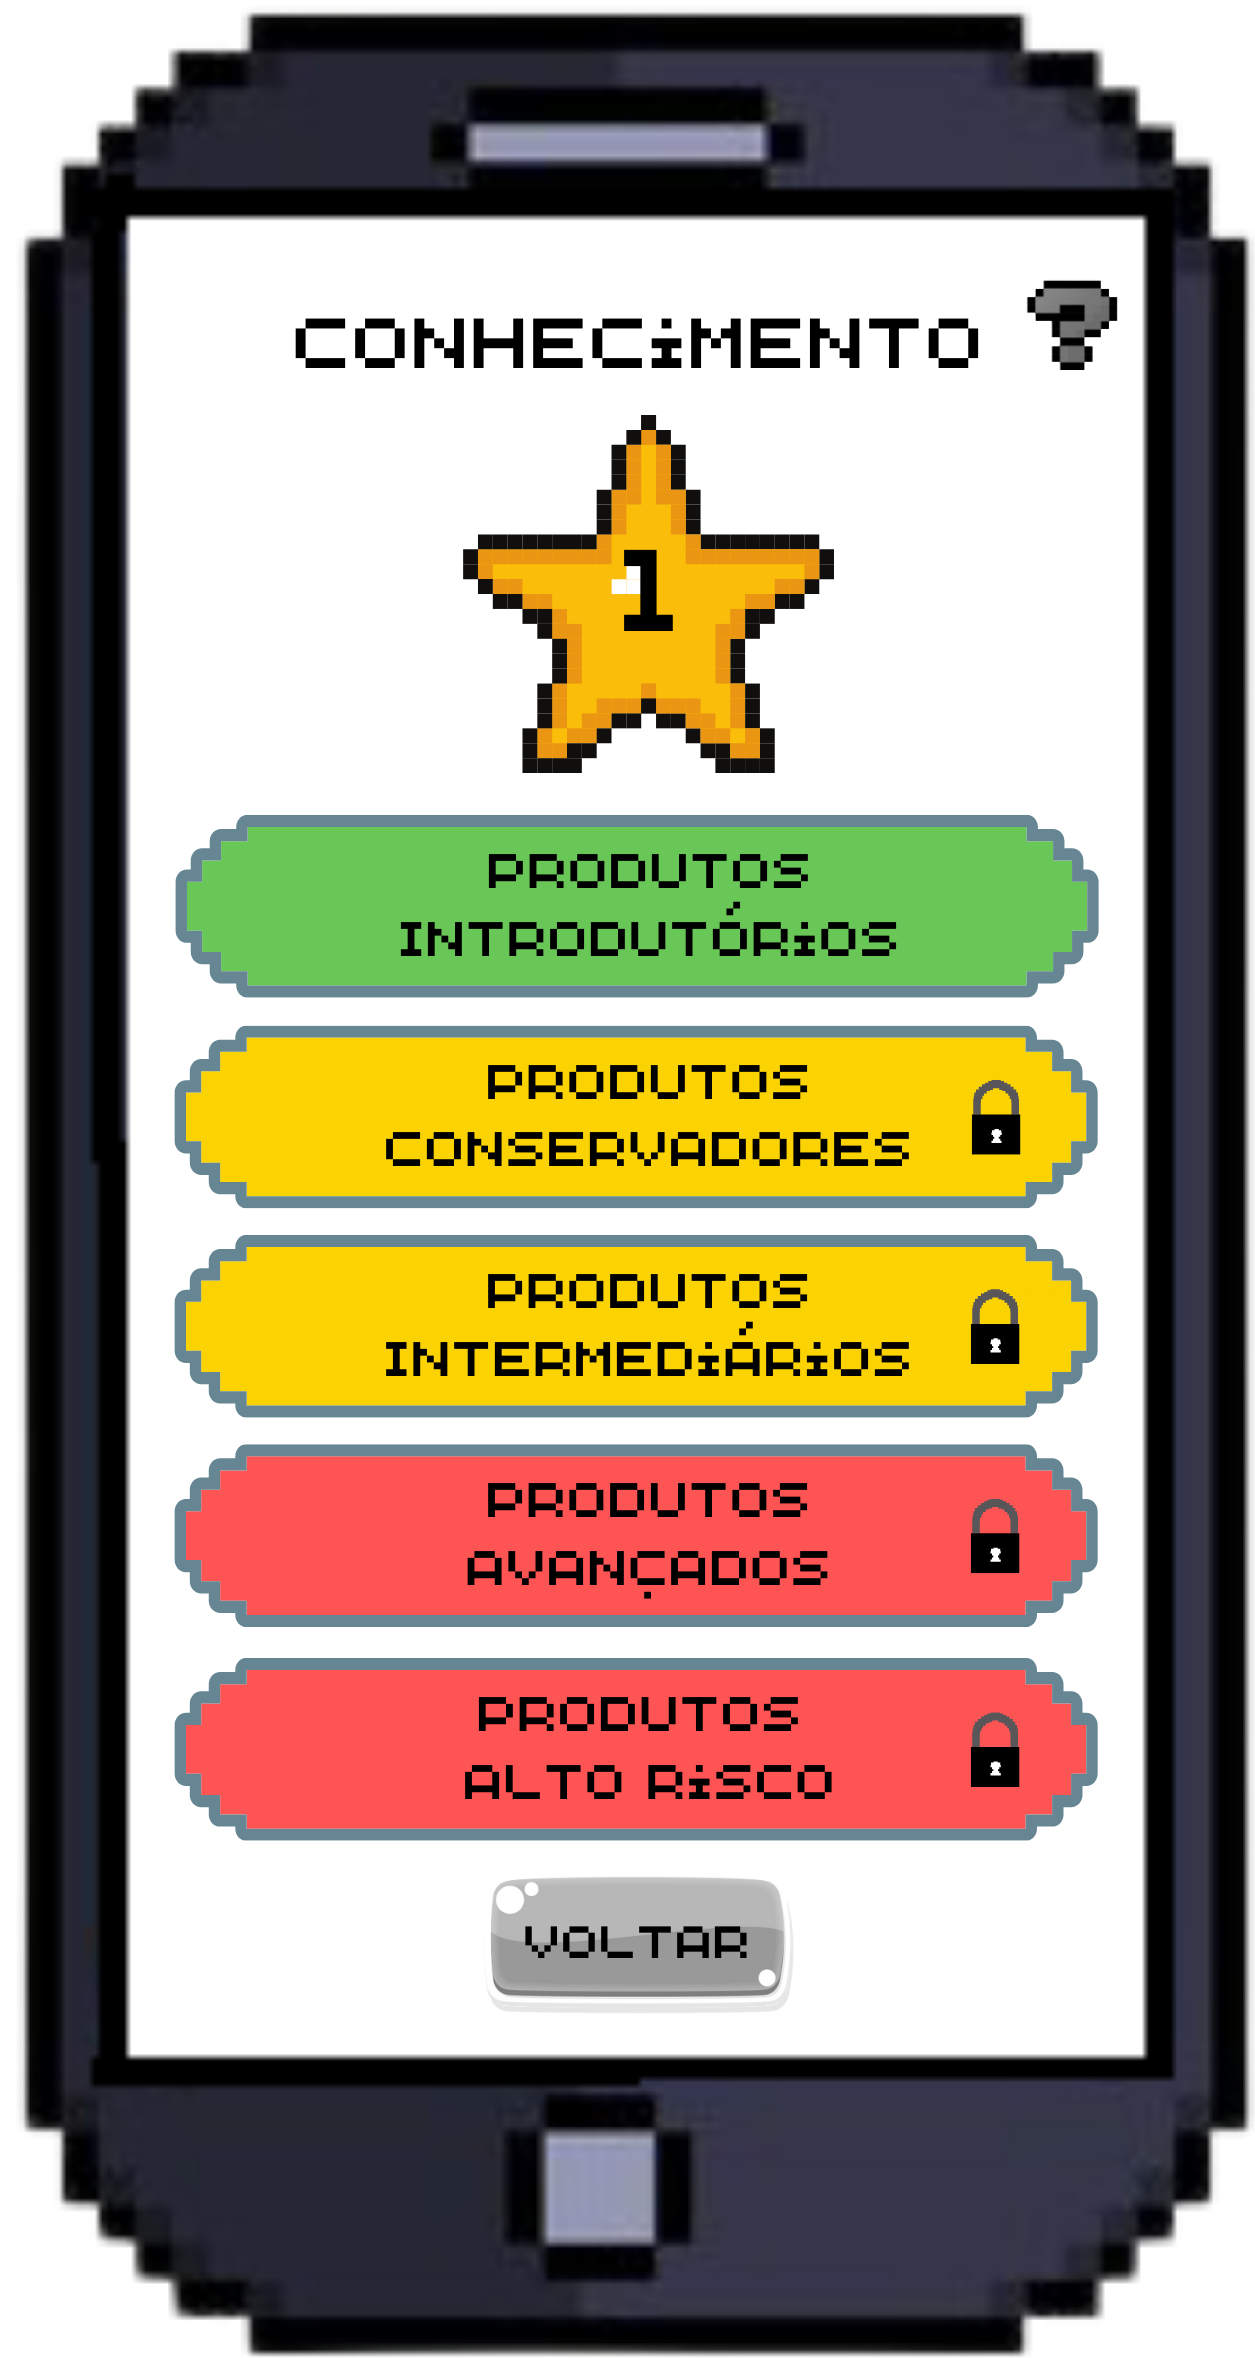 CONHECiMENTO ?
1
PRODUTOS
INTRODUTÓRiOS
PRODUTOS
CONSERVADORES
PRODUTOS
INTERMEDiÁRiOS
PRODUTOS
AVANÇADOS
PRODUTOS
ALTO RiSCO
VOLTAR